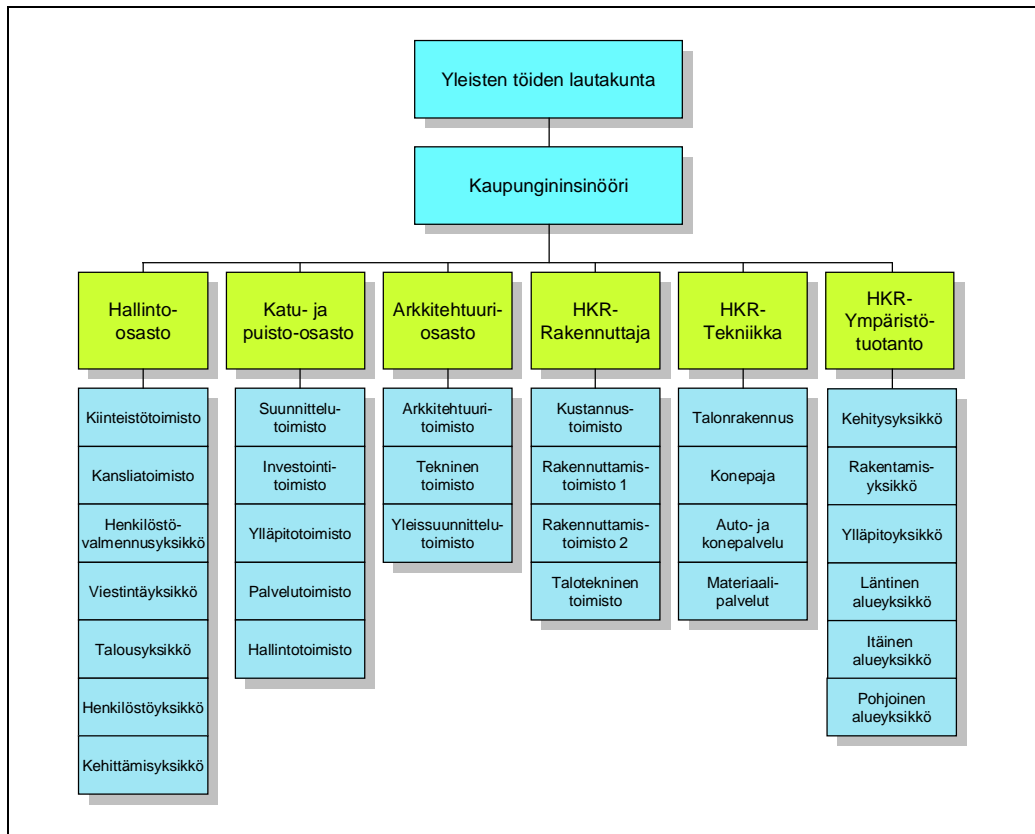 Yleisten töiden lautakunta
Kaupungininsinööri
Hallinto-
osasto
Kiinteistötoimisto
Kansliatoimisto
Henkilöstö-
valmennusyksikkö
Viestintäyksikkö
Talousyksikkö
Henkilöstöyksikkö
Kehittämisyksikkö
Katu- ja
puisto-osasto
Suunnittelu-
toimisto
Investointi-
toimisto
Ylläpitotoimisto
Palvelutoimisto
Hallintotoimisto
Arkkitehtuuri-
osasto
Arkkitehtuuri-
toimisto
Tekninen
toimisto
Yleissuunnittelu-
toimisto
HKR-
Rakennuttaja
Kustannus-
toimisto
Rakennuttamis-
toimisto 1
Rakennuttamis-
toimisto 2
Talotekninen
toimisto
HKR-
Tekniikka
Talonrakennus
Konepaja
Auto- ja
konepalvelu
Materiaali-
palvelut
HKR-
Ympäristö-
tuotanto
Kehitysyksikkö
Rakentamis-
yksikkö
Ylläpitoyksikkö
Läntinen
alueyksikkö
Itäinen
alueyksikkö
Pohjoinen
alueyksikkö